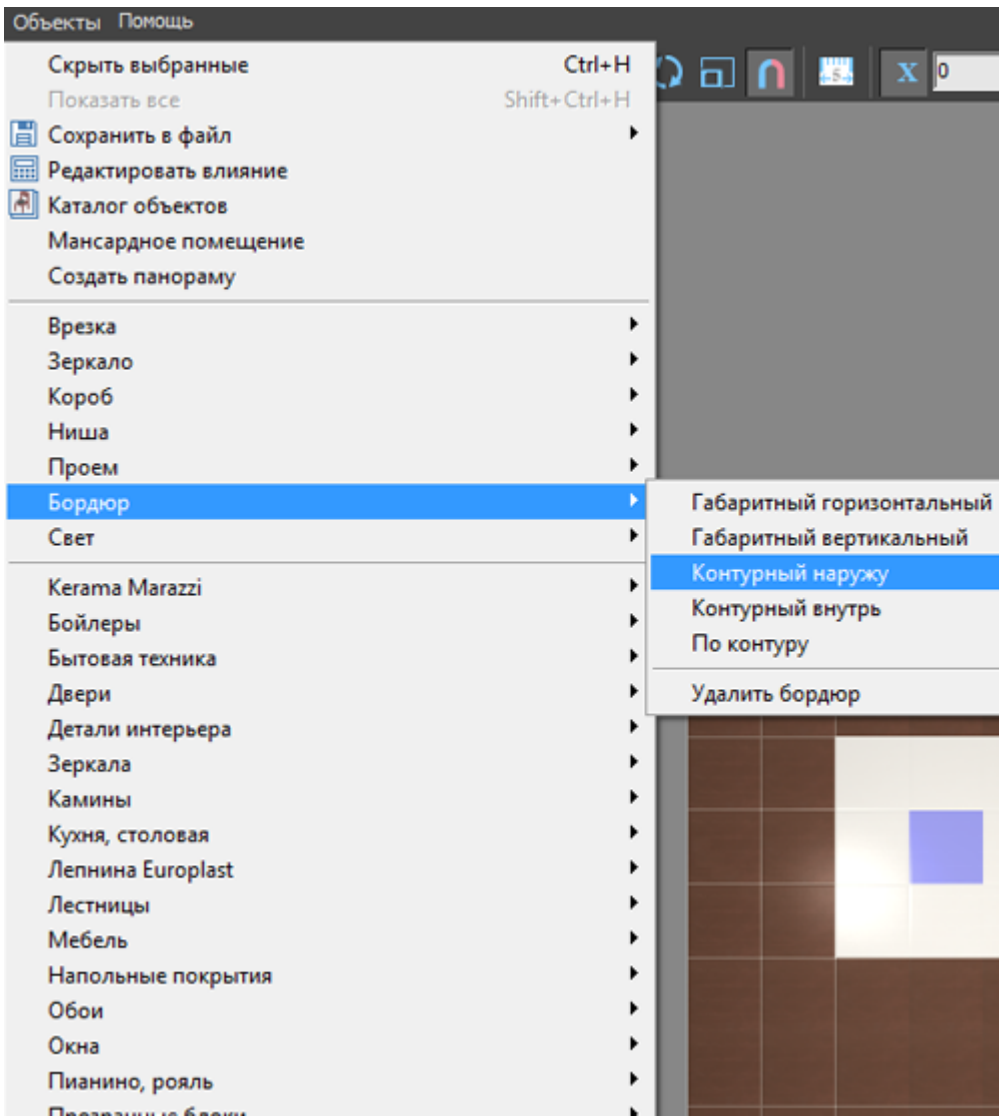 Объекты Помощь
Скрыть выбранные Ctrl+H
Показать все Shift+Ctrl+H
Сохранить в файл
Редактировать влияние
Каталог объектов
Мансардное помещение
Создать панораму
Врезка
Зеркало
Короб
Ниша
Проем
Бордюр
Свет
Kerama Marazzi
Бойлеры
Бытовая техника
Двери
Детали интерьера
Зеркала
Камины
Кухня, столовая
Лепнина Europlast
Лестницы
Мебель
Напольные покрытия
Обои
Окна
Пианино, рояль
Прозрачные блоки
5
X 0
Габаритный горизонтальный
Габаритный вертикальный
Контурный наружу
Контурный внутрь
По контуру
Удалить бордюр